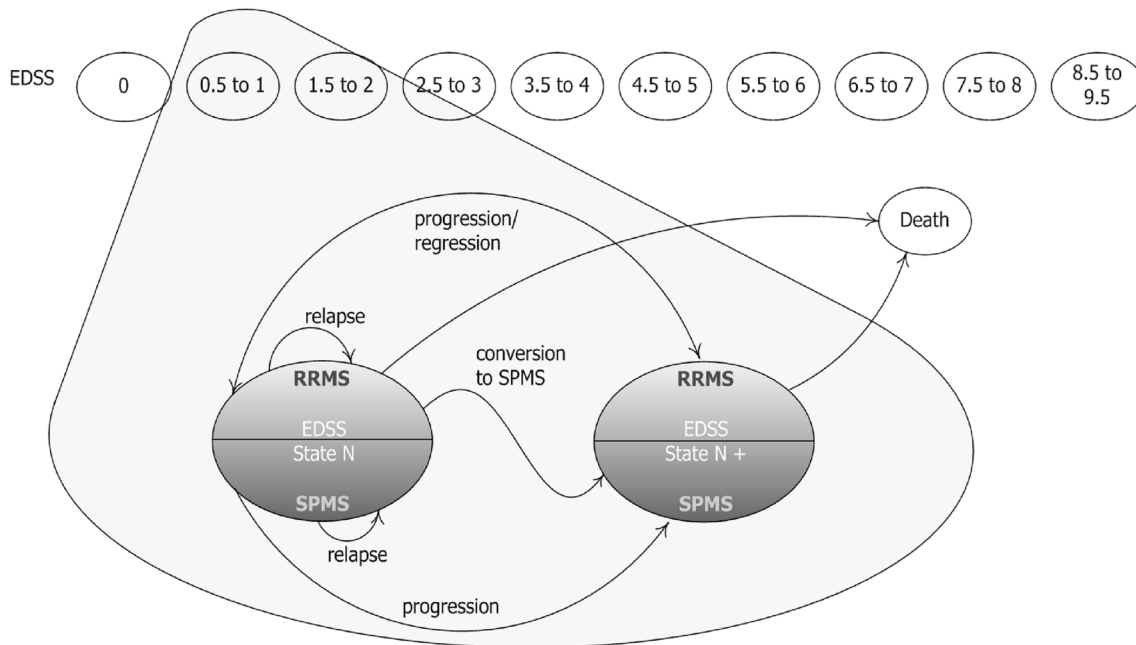 EDSS
0
0.5 to 1
1.5 to 2
2.5 to 3
3.5 to 4
4.5 to 5
5.5 to 6
6.5 to 7
7.5 to 8
8.5 to
9.5
progression/
regression
Death
relapse
conversion
to SPMS
RRMS
EDSS
State N
SPMS
RRMS
EDSS
State N +
SPMS
relapse
progression